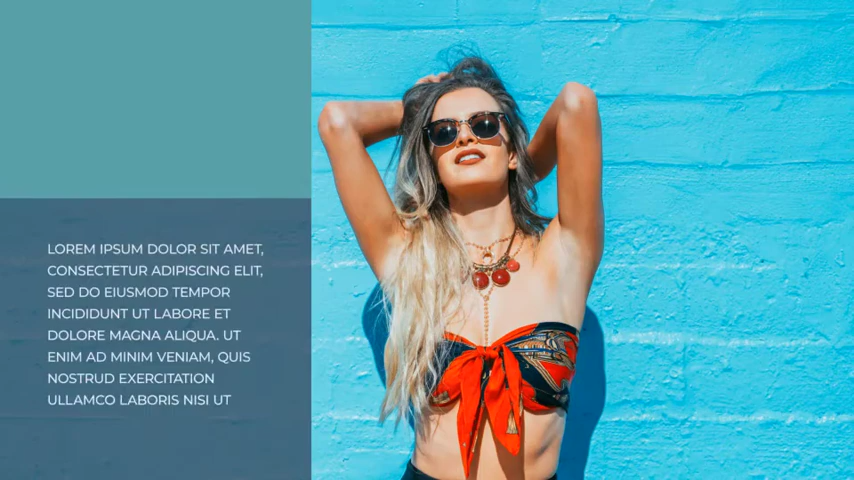 LOREM IPSUM DOLOR SIT AMET,
CONSECTETUR ADIPISCING ELIT,
SED DO EIUSMOD TEMPOR
INCIDIDUNT UT LABORE ET
DOLORE MAGNA ALIQUA. UT
ENIM AD MINIM VENIAM, QUIS
NOSTRUD EXERCITATION
ULLAMCO LABORIS NISI UT